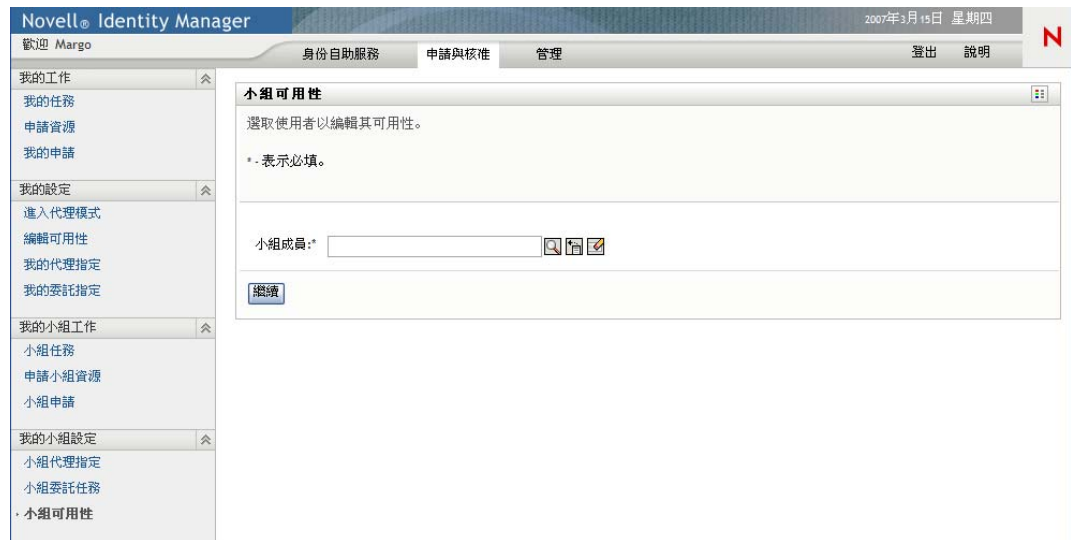 Novell® Identity Manager
2007年3月15日 星期四
歡迎 Margo
身份自助服務
申請與核准
管理
登出
說明
N
我的工作
我的任務
申請資源
我的申請
我的設定
進入代理模式
編輯可用性
我的代理指定
我的委託指定
我的小組工作
小組任務
申請小組資源
小組申請
我的小組設定
小組代理指定
小組委託任務
小組可用性
小組可用性
選取使用者以編輯其可用性。
* - 表示必填。
小組成員:*
繼續